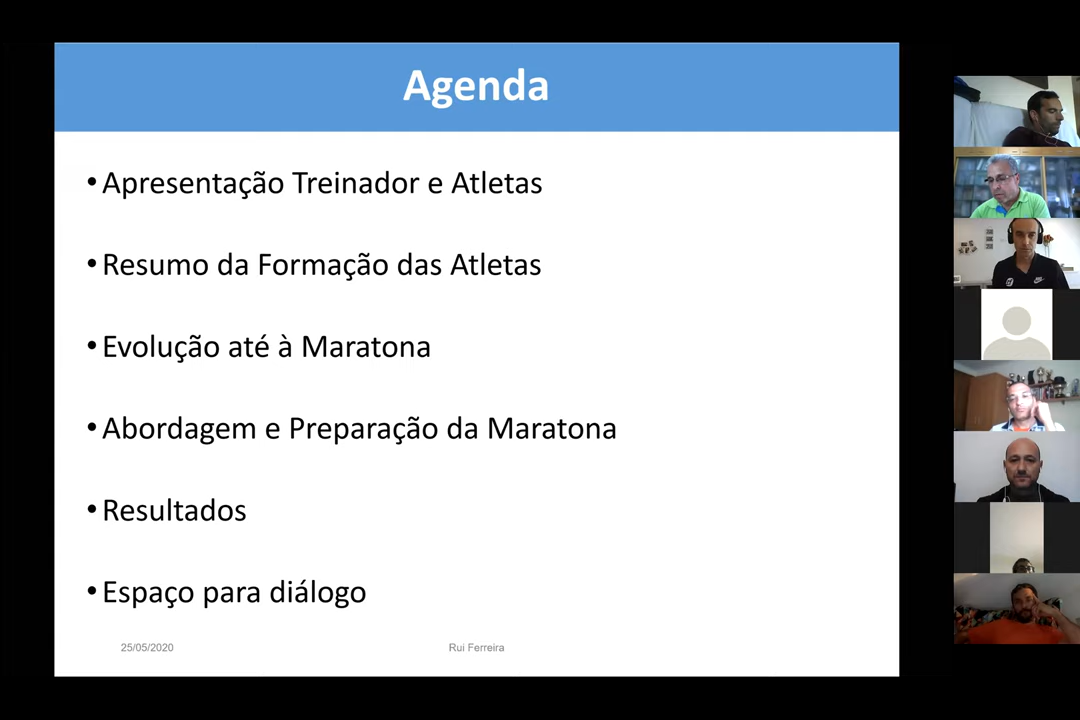 Agenda
•Apresentação Treinador e Atletas
•Resumo da Formação das Atletas
•Evolução até à Maratona
•Abordagem e Preparação da Maratona
•Resultados
•Espaço para diálogo
25/05/2020
Rui Ferreira